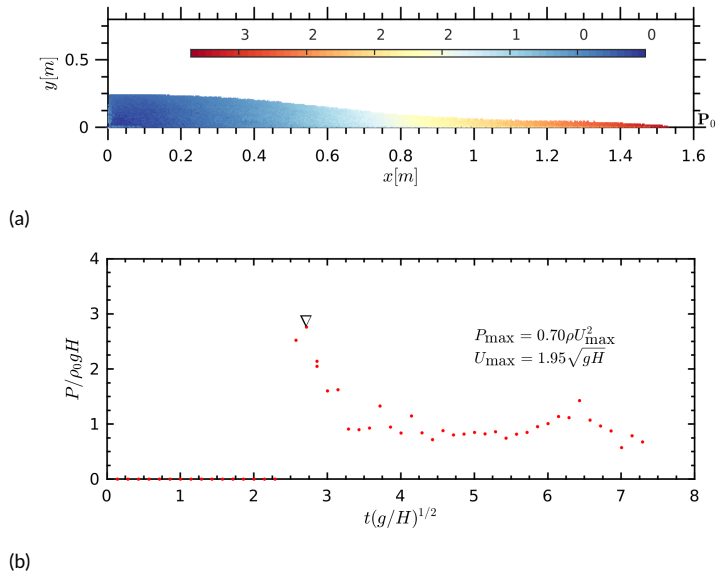 3 2 2 2 1 0 0
0.5
0
y[m]
P₀
0 0.2 0.4 0.6 0.8 1 1.2 1.4 1.6
x[m]
(a)
4
3
2
1
0
P/ρ₀gH
Pmax = 0.70ρU²max
Umax = 1.95√gH
0 1 2 3 4 5 6 7 8
t(g/H)^1/2
(b)